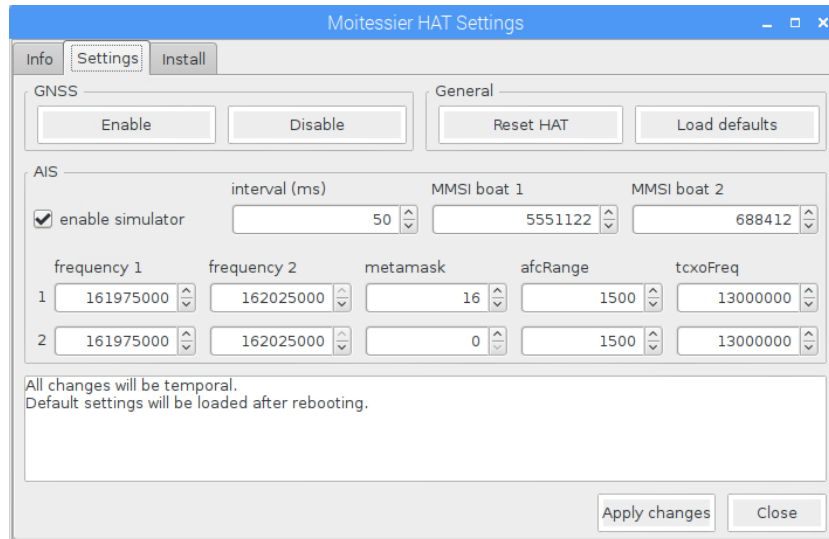 Moitessier HAT Settings
Info Settings Install
GNSS General
Enable Disable Reset HAT Load defaults
AIS
interval (ms) MMSI boat 1 MMSI boat 2
enable simulator 50 5551122 688412
frequency 1 frequency 2 metamask afcRange tcxoFreq
1 161975000 162025000 16 1500 13000000
2 161975000 162025000 0 1500 13000000
All changes will be temporal.
Default settings will be loaded after rebooting.
Apply changes Close